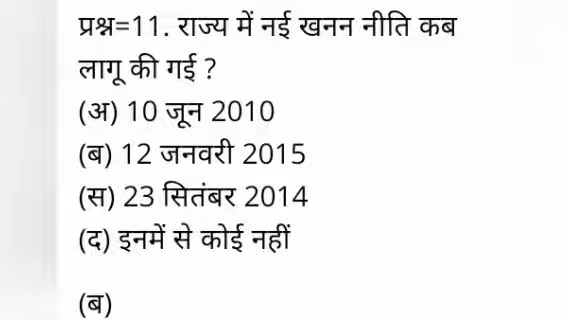 प्रश्न=11. राज्य में नई खनन नीति कब
लागू की गई ?
(अ) 10 जून 2010
(ब) 12 जनवरी 2015
(स) 23 सितंबर 2014
(द) इनमें से कोई नहीं
(ब)